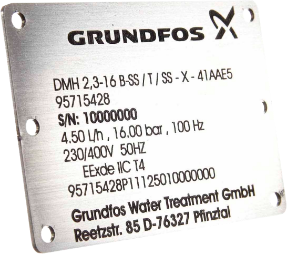 GRUNDFOS
DMH 2,3-16 B-SS / T / SS - X - 41AAE5
95715428
S/N: 10000000
4.50 l/h , 16.00 bar , 100 Hz
230/400V 50HZ
EExde IIC T4
95715428P11125010000000
Grundfos Water Treatment GmbH
Reetzstr. 85 D-76327 Pfinztal